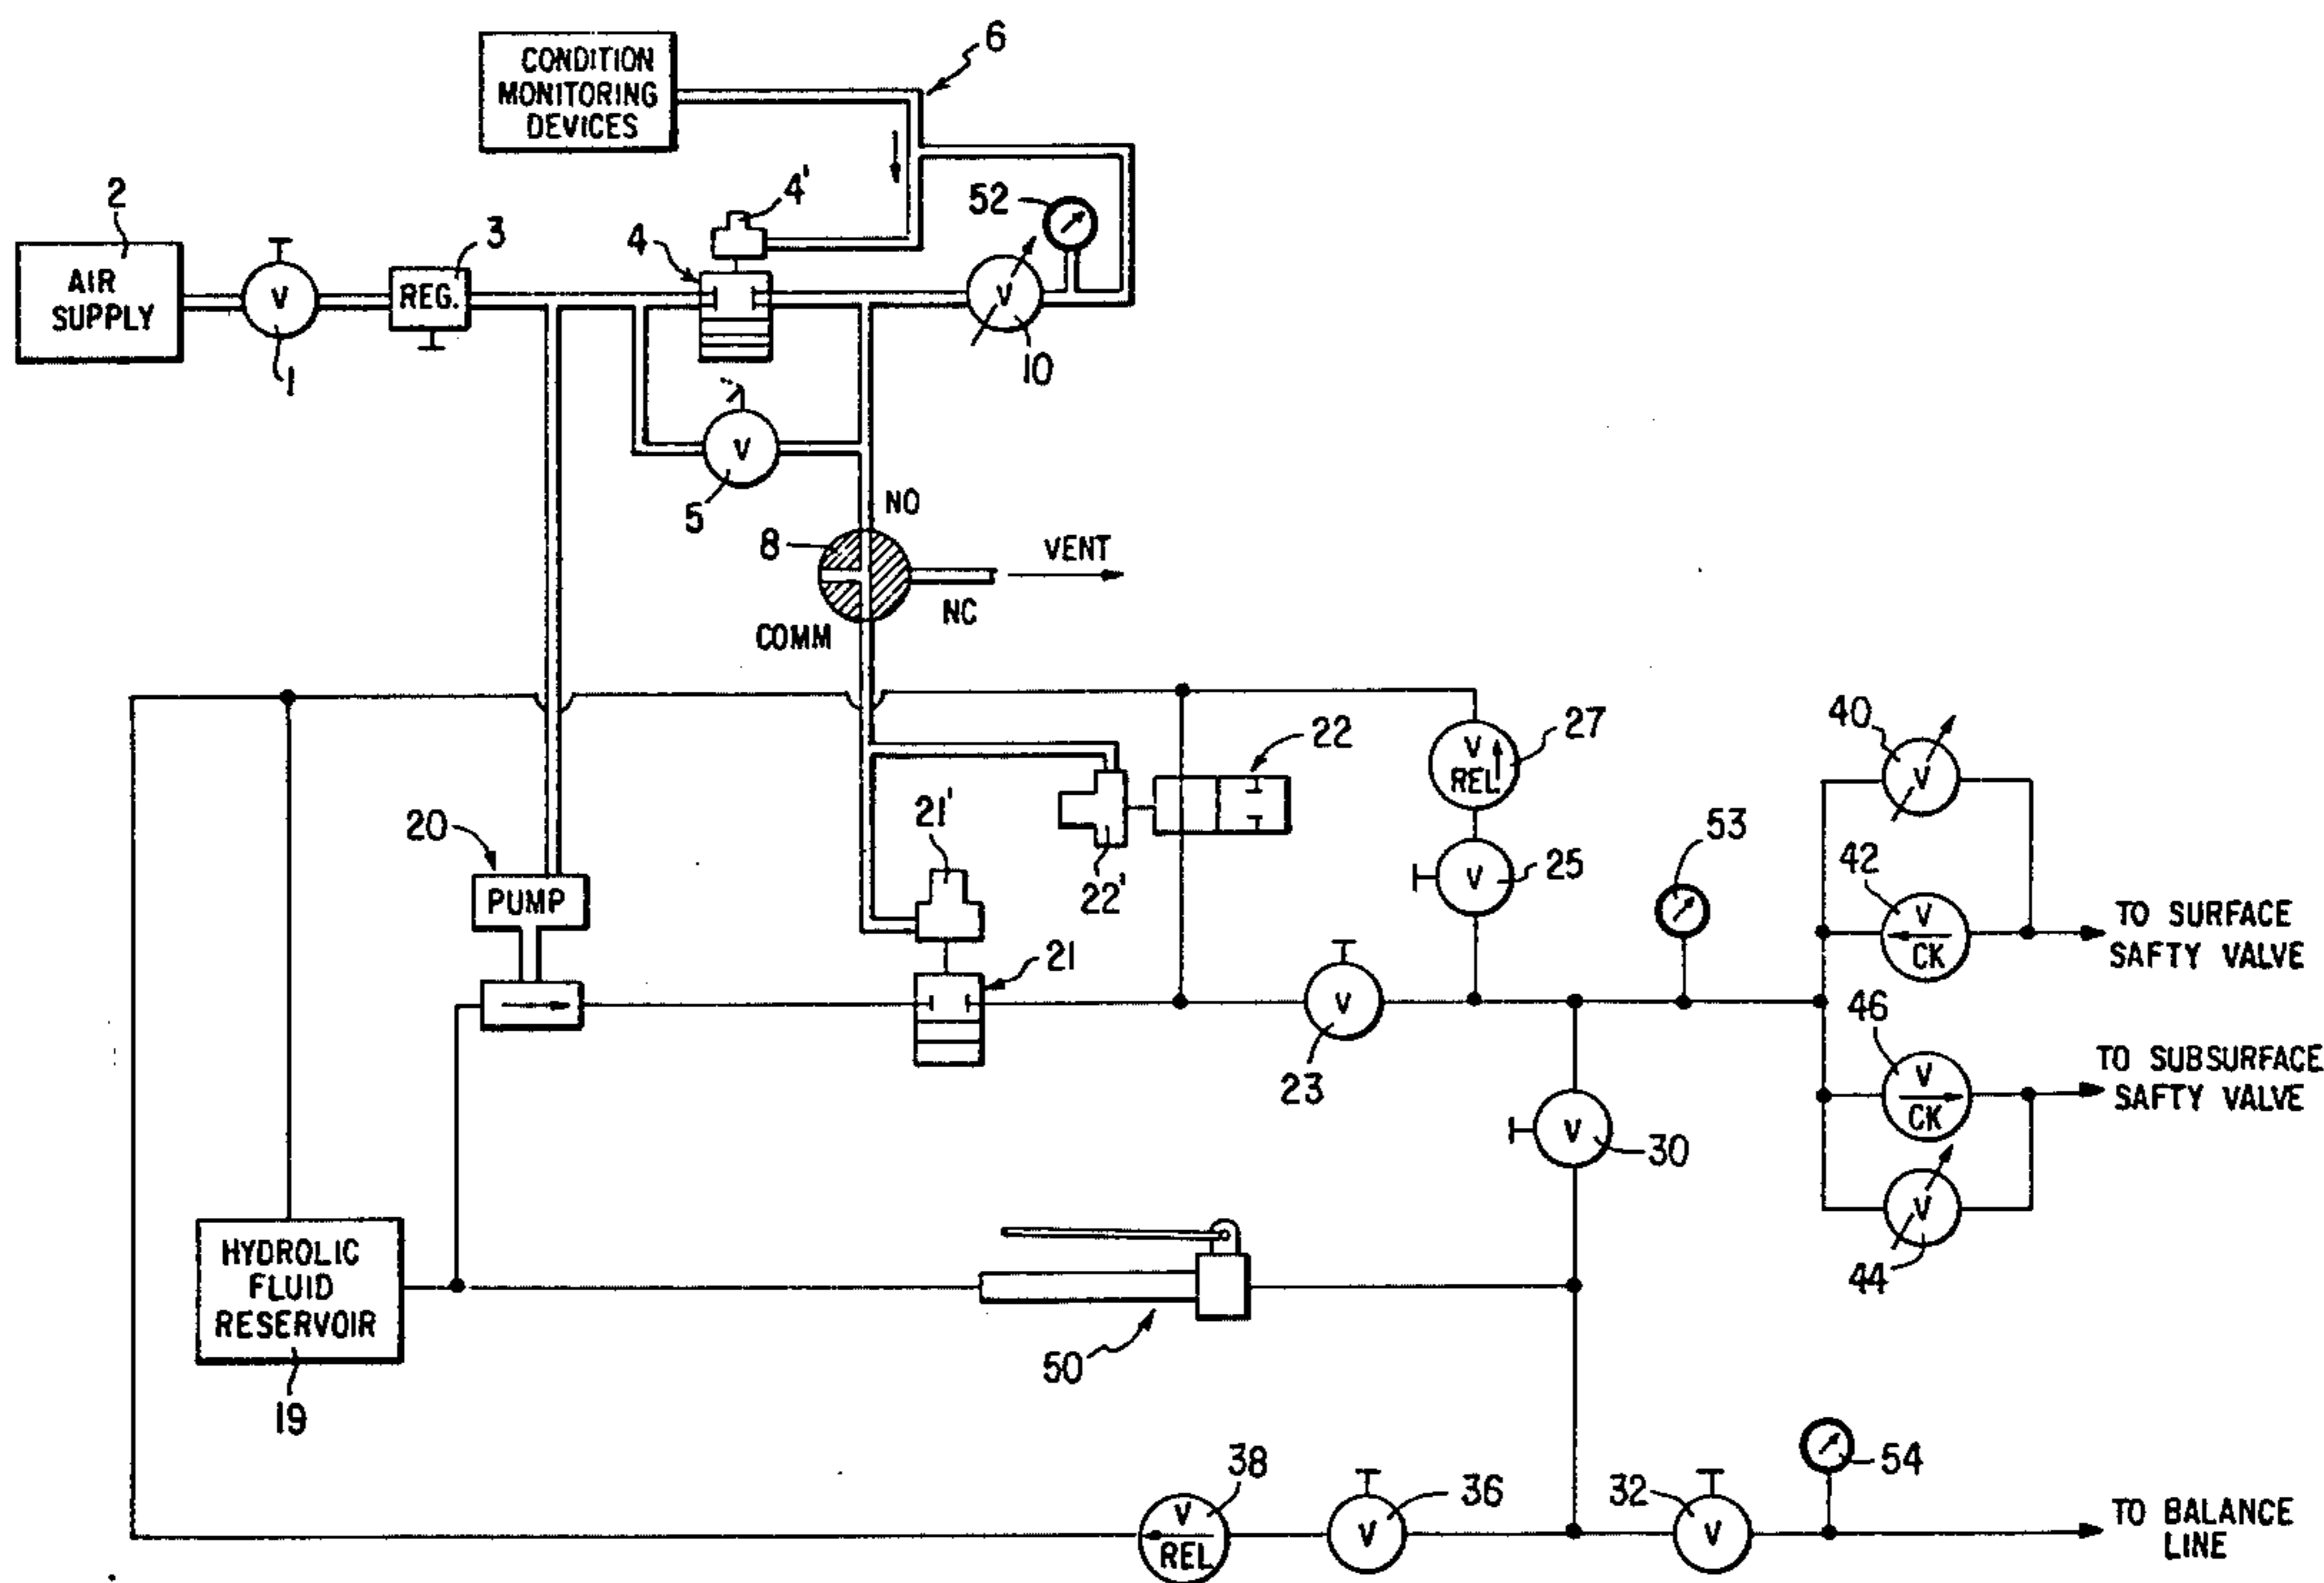 CONDITION
MONITORING
DEVICES
6
2
AIR
SUPPLY
V
1
3
REG.
4
4'
52
V
10
V
5
NO
8
VENT
NC
COMM
22
22'
21'
21
20
PUMP
V
REL.
27
V
25
V
23
53
40
V
42
V
CK
TO SURFACE
SAFTY VALVE
46
V
CK
TO SUBSURFACE
SAFTY VALVE
V
44
V
30
HYDROLIC
FLUID
RESERVOIR
19
50
38
V
REL
36
V
32
V
54
TO BALANCE
LINE